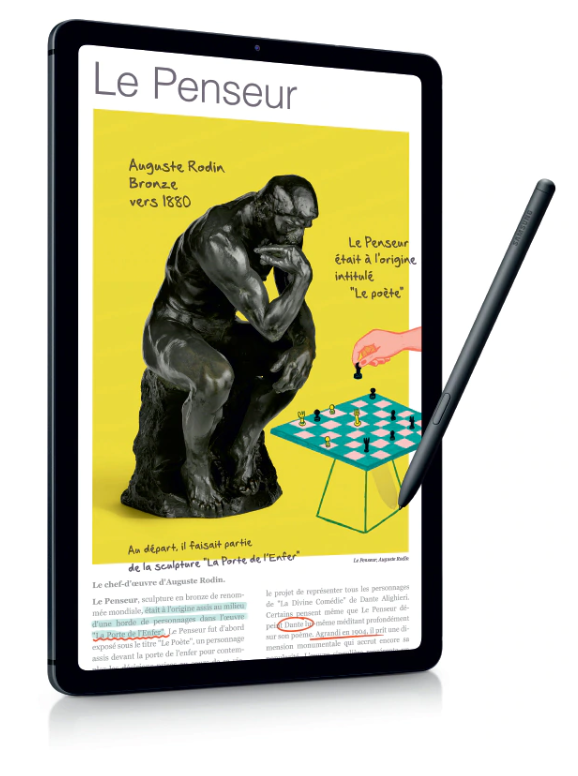 Le Penseur
Auguste Rodin
Bronze
vers 1880
Le Penseur
était à l'origine
intitulé
"Le poète"
Au départ, il faisait partie
de la sculpture "La Porte de l'Enfer"
Le Penseur, Auguste Rodin
Le chef-d'œuvre d'Auguste Rodin.
Le Penseur, sculpture en bronze de renom-
mée mondiale, était à l'origine assis au milieu
d'une horde de personnages dans l'œuvre
"La Porte de l'Enfer". Le Penseur fut d'abord
exposé sous le titre "Le Poète", un personnage
assis devant la porte de l'enfer pour contem-
le projet de représenter tous les personnages
de "La Divine Comédie" de Dante Alighieri.
Certains pensent même que Le Penseur dé-
peint Dante lui-même méditant profondément
sur son poème. Agrandi en 1904, il prit une di-
mension monumentale qui accrut encore sa
SAMSUNG